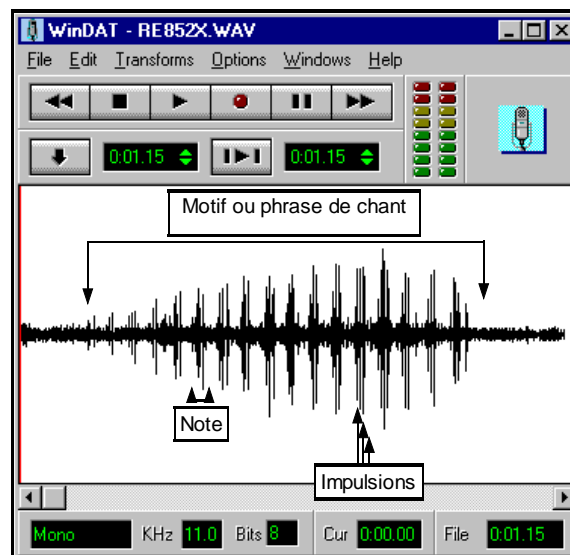 WinDAT - RE852X.WAV
File Edit Transforms Options Windows Help
0:01.15 0:01.15
Motif ou phrase de chant
Note
Impulsions
Mono KHz 11.0 Bits 8 Cur 0:00.00 File 0:01.15